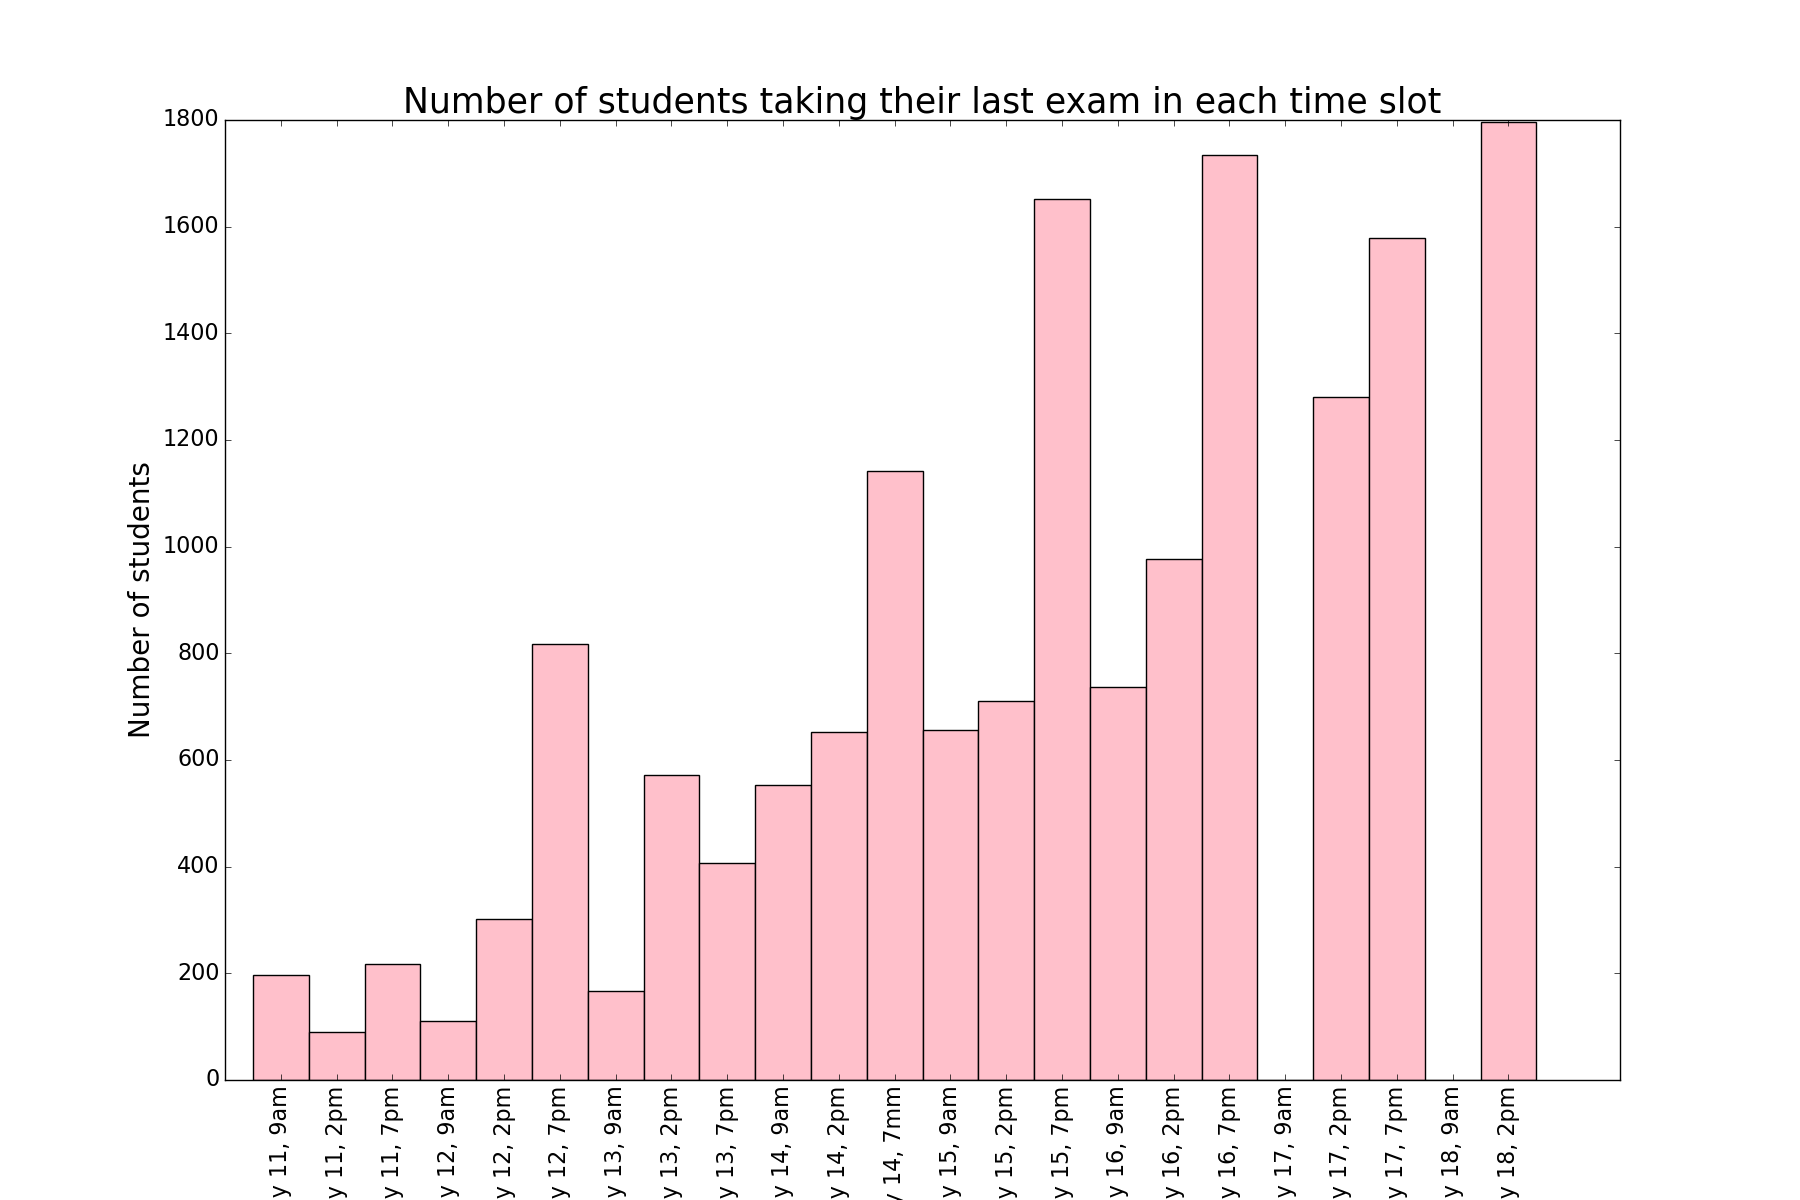 Number of students taking their last exam in each time slot
Number of students
1800
1600
1400
1200
1000
800
600
400
200
0
y 11, 9am
y 11, 2pm
y 11, 7pm
y 12, 9am
y 12, 2pm
y 12, 7pm
y 13, 9am
y 13, 2pm
y 13, 7pm
y 14, 9am
y 14, 2pm
y 14, 7mm
y 15, 9am
y 15, 2pm
y 15, 7pm
y 16, 9am
y 16, 2pm
y 16, 7pm
y 17, 9am
y 17, 2pm
y 17, 7pm
y 18, 9am
y 18, 2pm